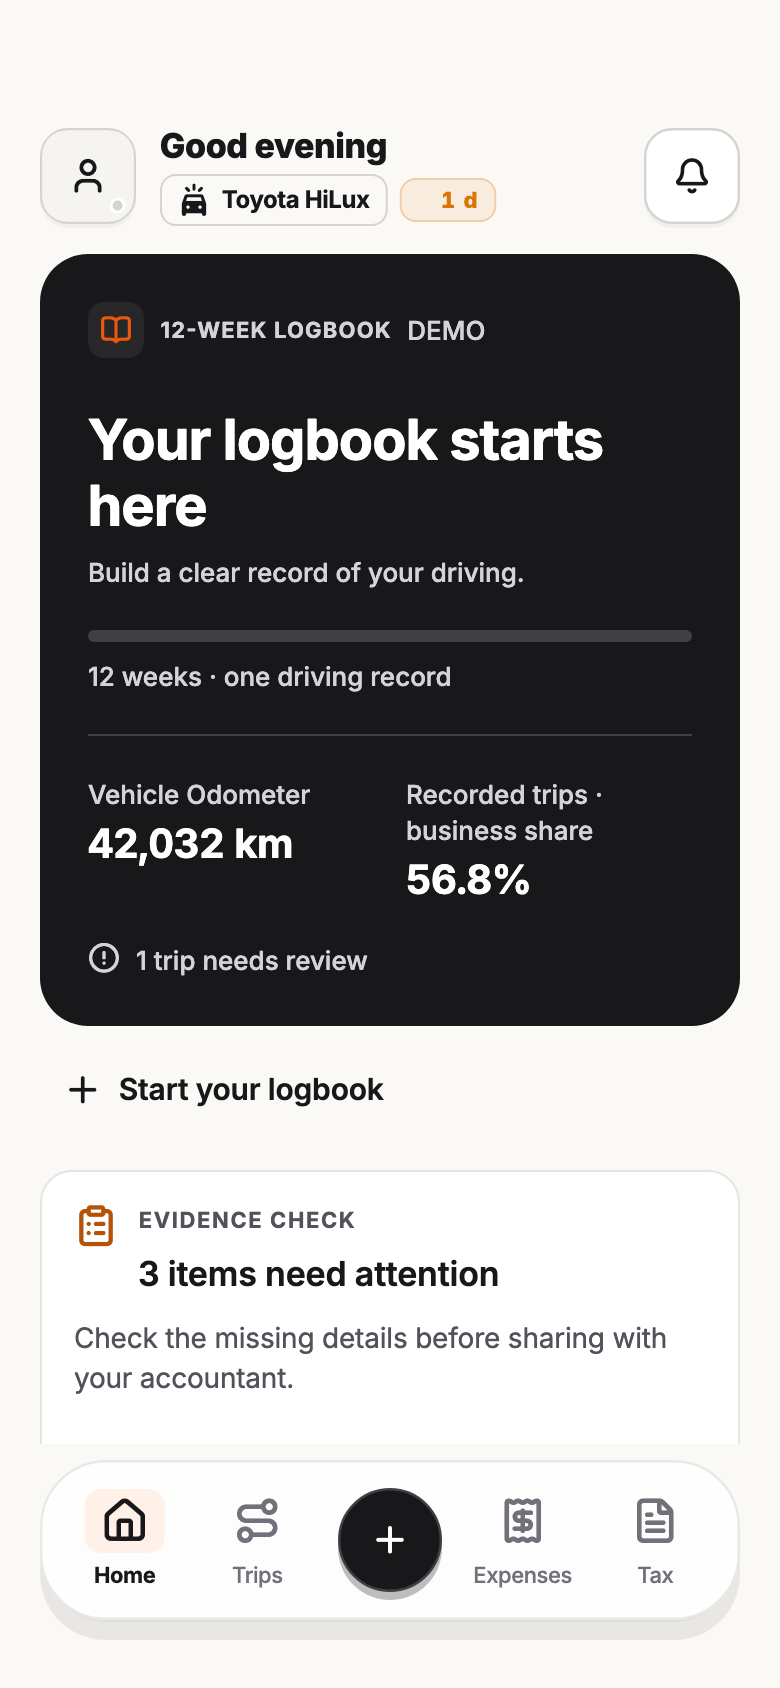 Good evening
Toyota HiLux
1 d
12-WEEK LOGBOOK DEMO
Your logbook starts
here
Build a clear record of your driving.
12 weeks · one driving record
Vehicle Odometer
42,032 km
Recorded trips ·
business share
56.8%
1 trip needs review
Start your logbook
EVIDENCE CHECK
3 items need attention
Check the missing details before sharing with
your accountant.
Home
Trips
Expenses
Tax